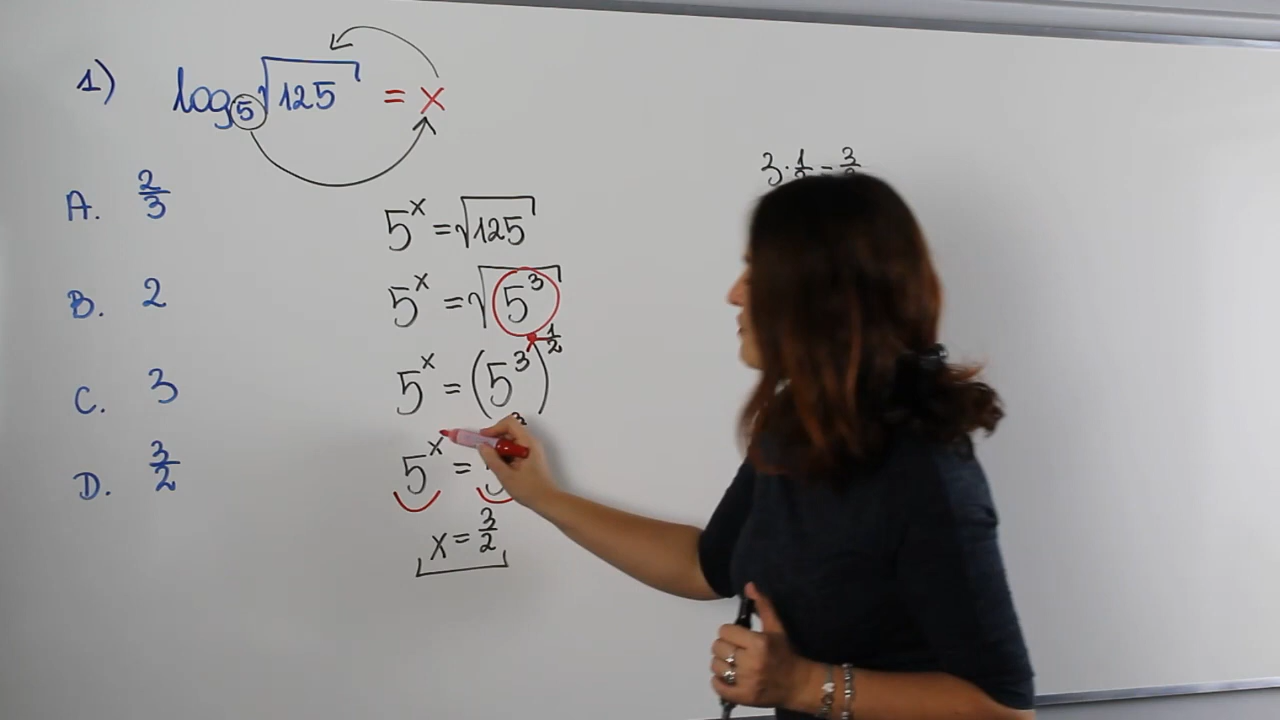 1) log₅√125 = x
A. 2/3
B. 2
C. 3
D. 3/2
5ˣ = √125
5ˣ = √5³
5ˣ = (5³)^1/2
5ˣ =
x = 3/2
3 · 1/2 = 3/2